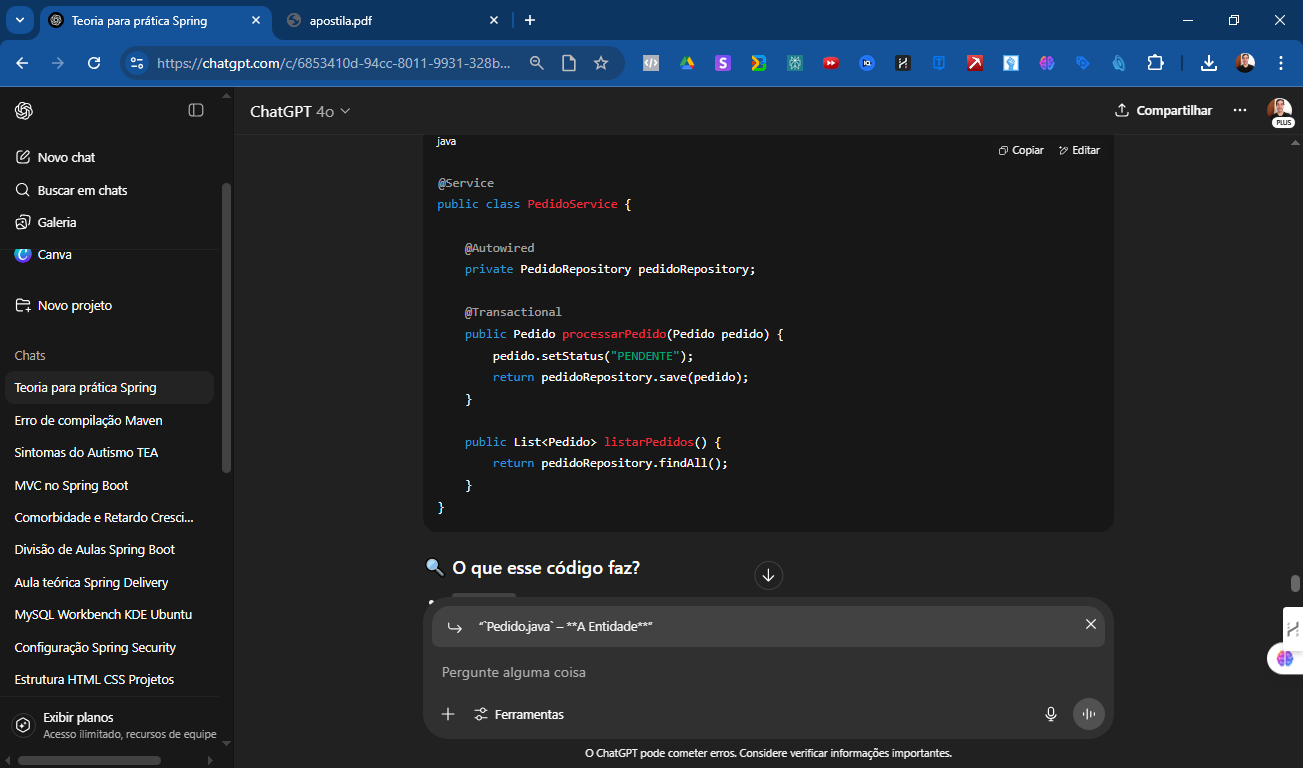 Teoria para prática Spring
apostila.pdf
https://chatgpt.com/c/6853410d-94cc-8011-9931-328b...
ChatGPT 4o
Compartilhar
PLUS
Novo chat
Buscar em chats
Galeria
Canva
Novo projeto
Chats
Teoria para prática Spring
Erro de compilação Maven
Sintomas do Autismo TEA
MVC no Spring Boot
Comorbidade e Retardo Cresci...
Divisão de Aulas Spring Boot
Aula teórica Spring Delivery
MySQL Workbench KDE Ubuntu
Configuração Spring Security
Estrutura HTML CSS Projetos
Exibir planos
Acesso ilimitado, recursos de equipe
java
Copiar
Editar
@Service
public class PedidoService {
@Autowired
private PedidoRepository pedidoRepository;
@Transactional
public Pedido processarPedido(Pedido pedido) {
pedido.setStatus("PENDENTE");
return pedidoRepository.save(pedido);
}
public List<Pedido> listarPedidos() {
return pedidoRepository.findAll();
}
}
O que esse código faz?
"`Pedido.java` – **A Entidade**"
Pergunte alguma coisa
Ferramentas
O ChatGPT pode cometer erros. Considere verificar informações importantes.